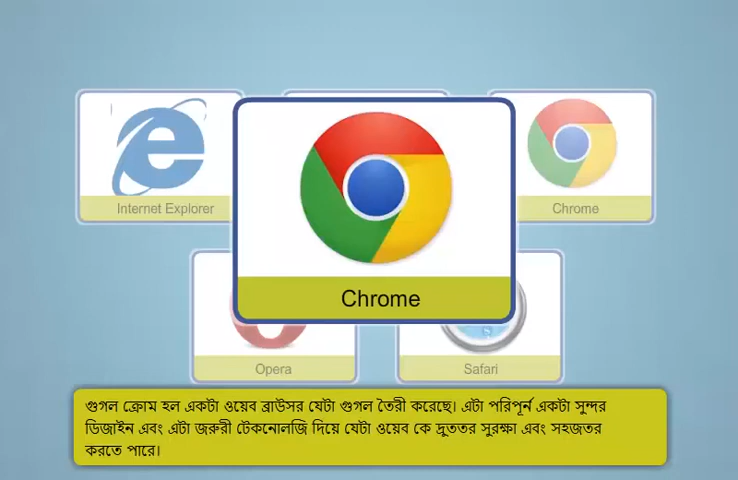 Internet Explorer
Chrome
Chrome
Opera
Safari
গুগল ক্রোম হল একটা ওয়েব ব্রাউসর যেটা গুগল তৈরী করেছে। এটা পরিপূর্ন একটা সুন্দর
ডিজাইন এবং এটা জরুরী টেকনোলজি দিয়ে যেটা ওয়েব কে দ্রুততর সুরক্ষা এবং সহজতর
করতে পারে।